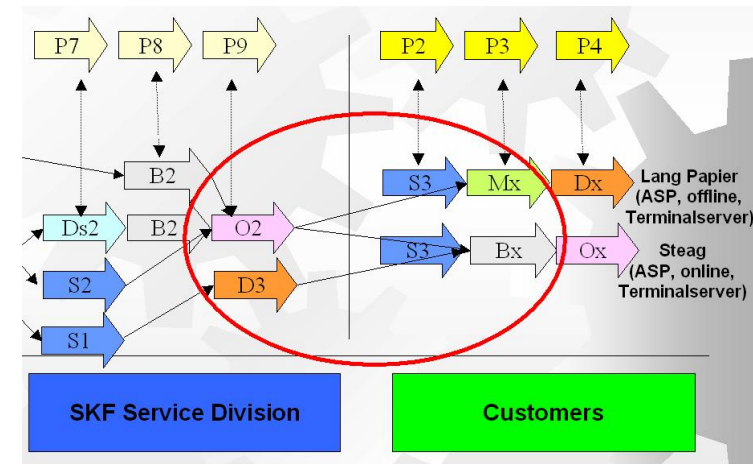 P7 P8 P9 P2 P3 P4
B2 S3 Mx Dx Lang Papier
(ASP, offline,
Terminalserver)
Ds2 B2 O2 S3 Bx Ox Steag
(ASP, online,
Terminalserver)
S2 D3
S1
SKF Service Division Customers